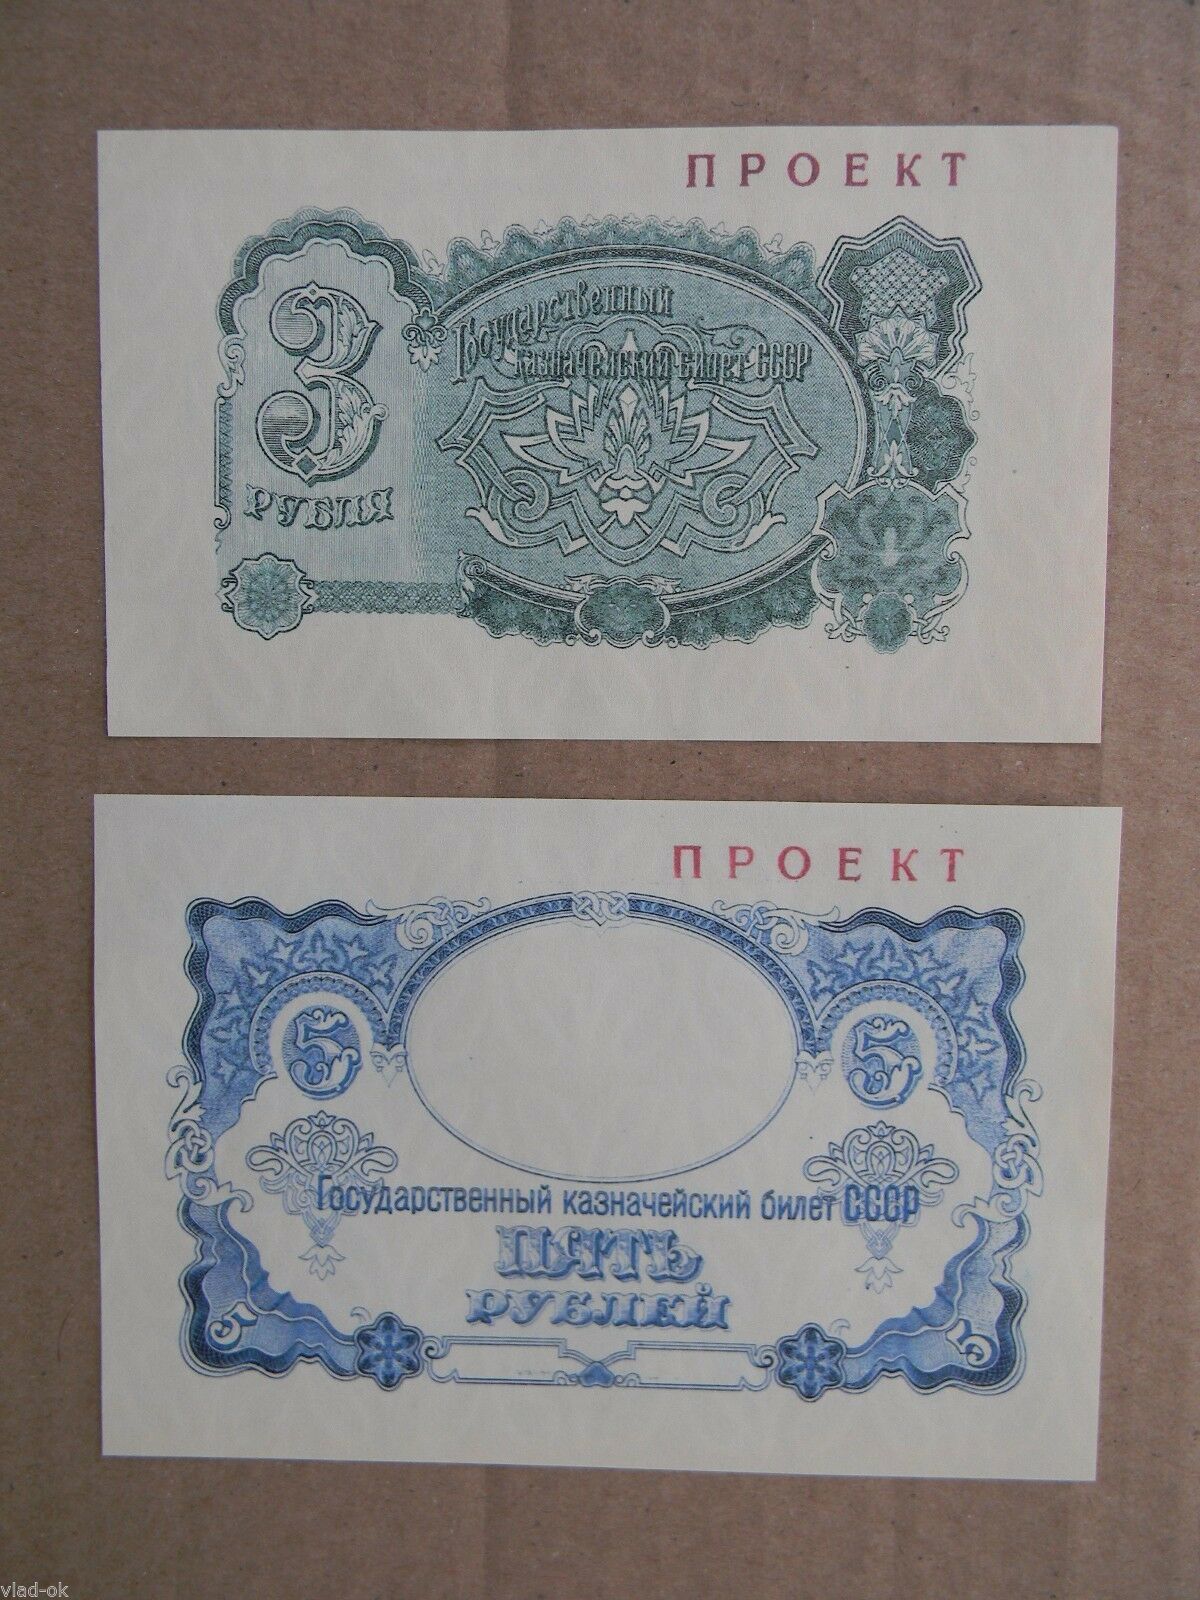 ПРОЕКТ
3
Государственный
казначейский билет СССР
РУБЛЯ
ПРОЕКТ
5 5
Государственный казначейский билет СССР
ПЯТЬ
РУБЛЕЙ
5 5
vlad-ok